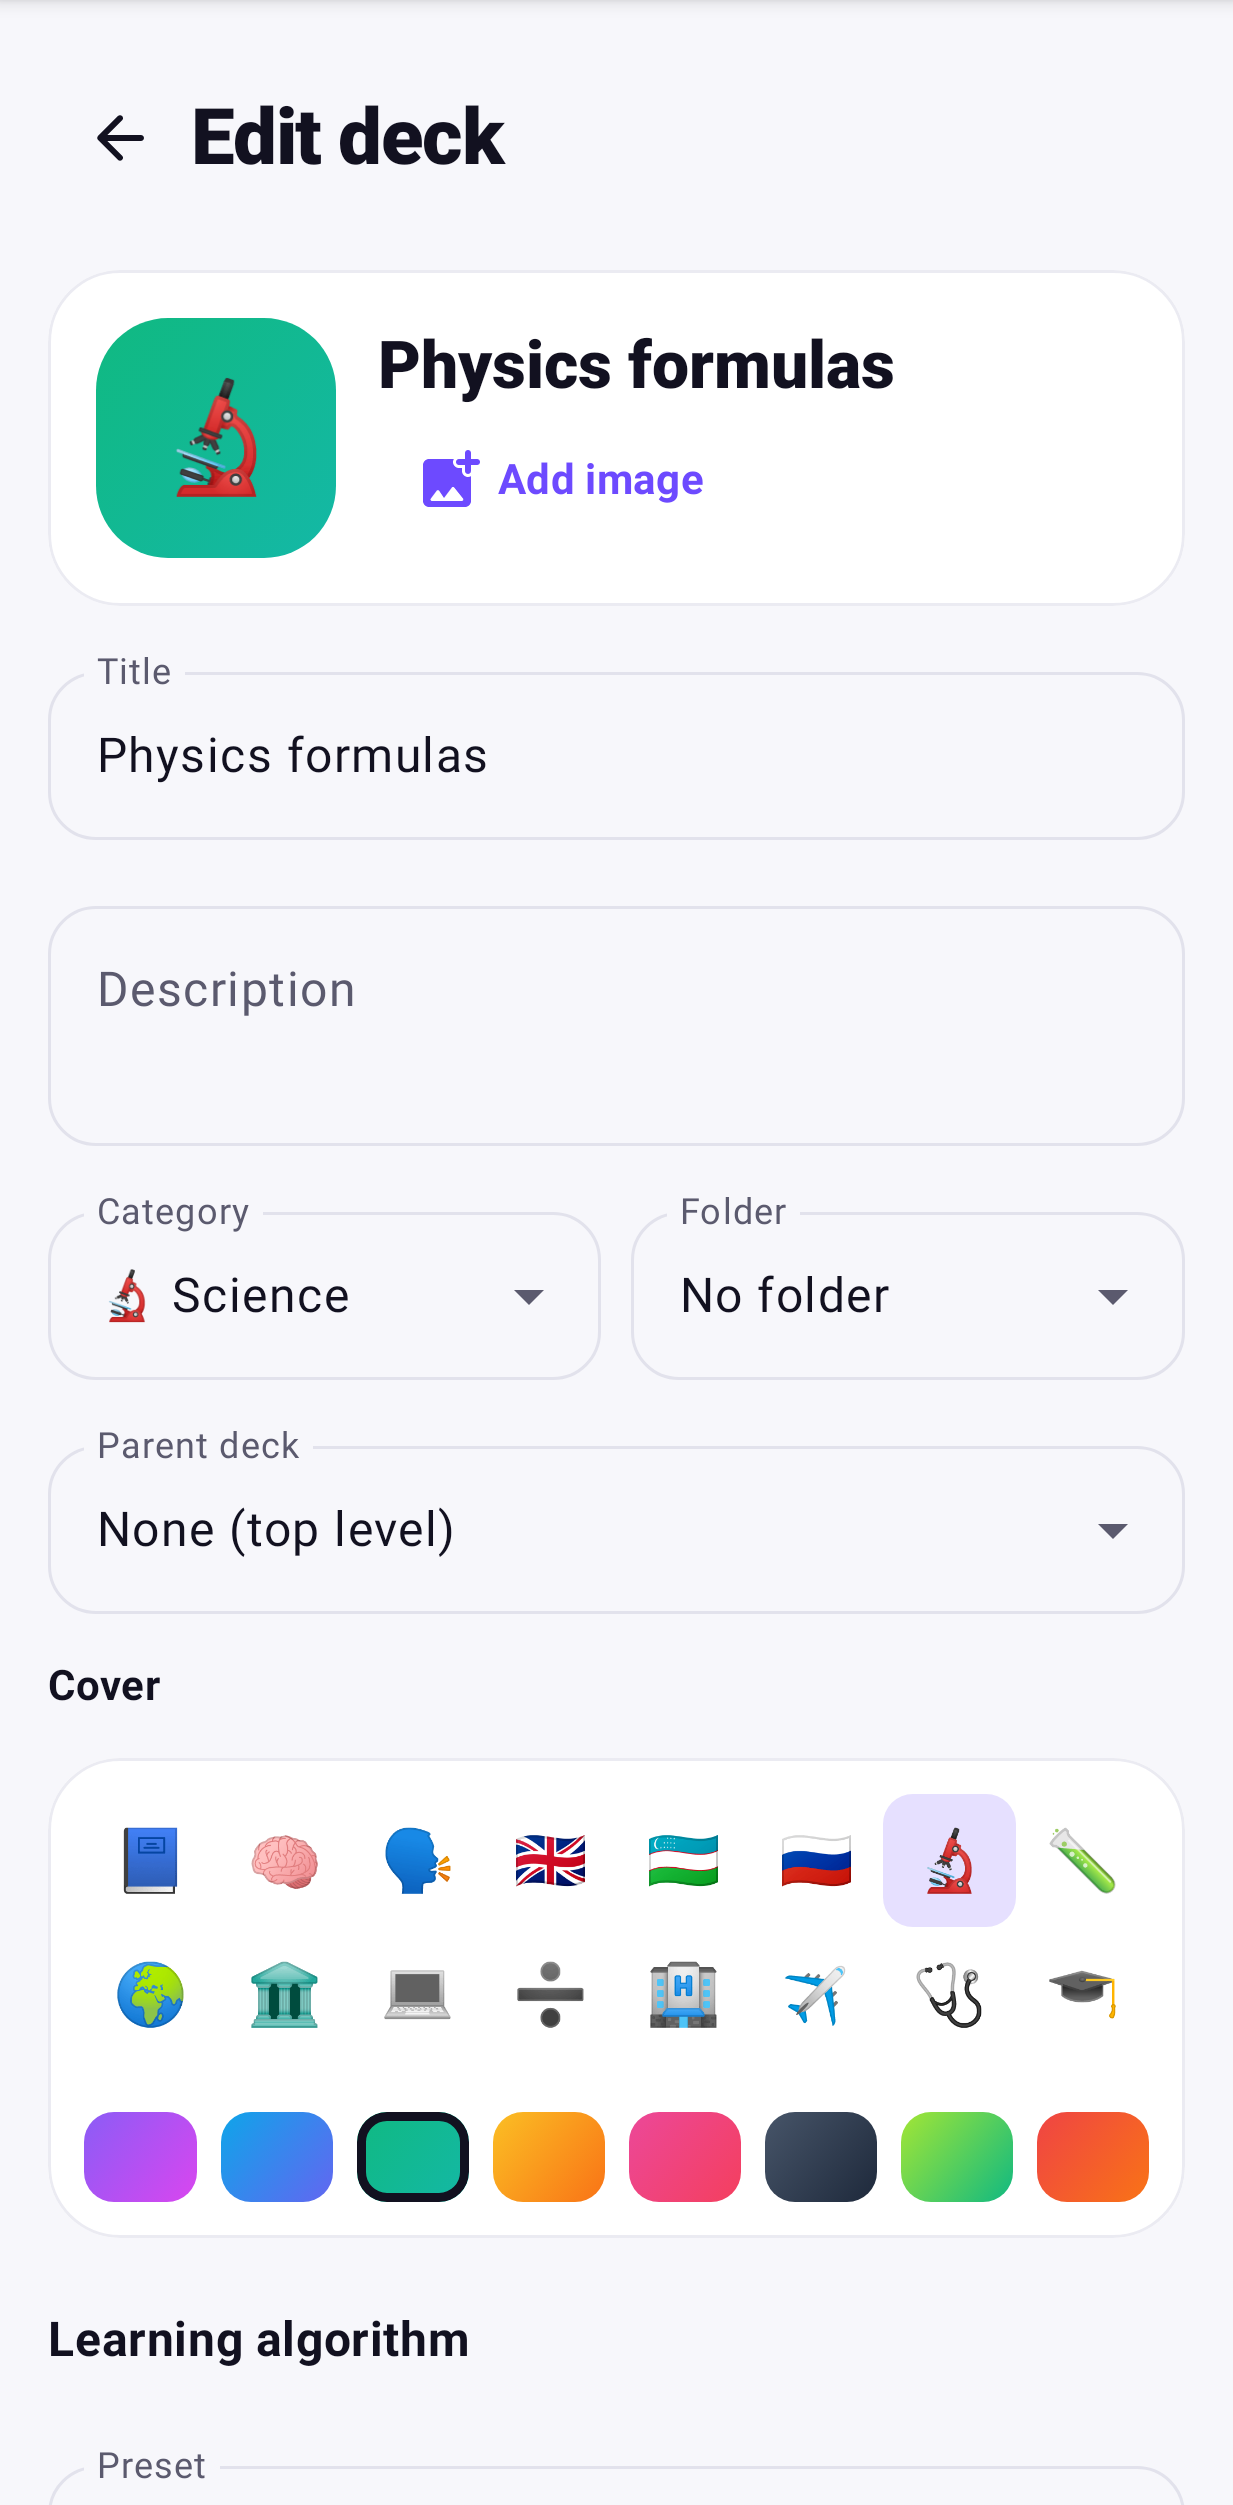 Edit deck
Physics formulas
Add image
Title
Physics formulas
Description
Category
Folder
Science
No folder
Parent deck
None (top level)
Cover
Learning algorithm
Preset